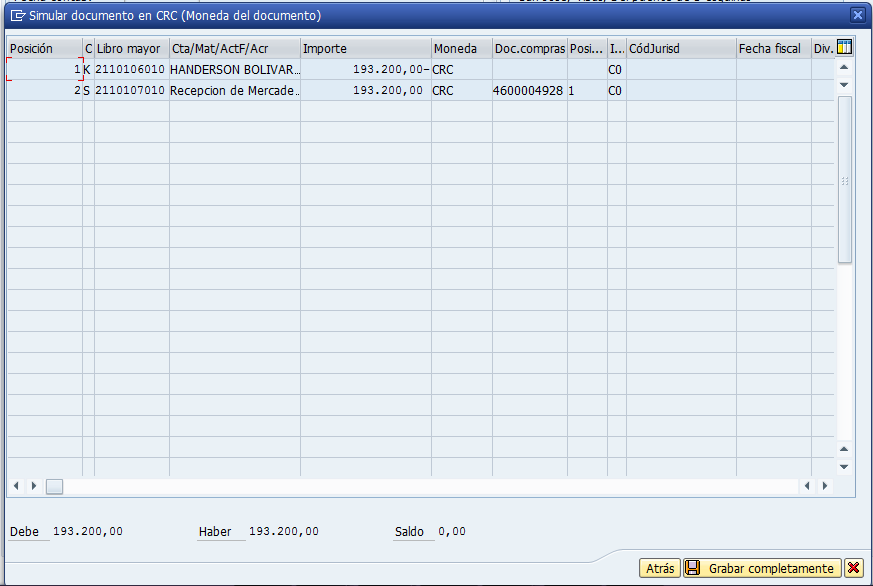 Simular documento en CRC (Moneda del documento)
Posición C Libro mayor Cta/Mat/ActF/Acr Importe Moneda Doc.compras Posi... I... CódJurisd Fecha fiscal Div.
1 K 2110106010 HANDERSON BOLIVAR... 193.200,00- CRC C0
2 S 2110107010 Recepcion de Mercade... 193.200,00 CRC 4600004928 1 C0
Debe 193.200,00 Haber 193.200,00 Saldo 0,00
Atrás Grabar completamente